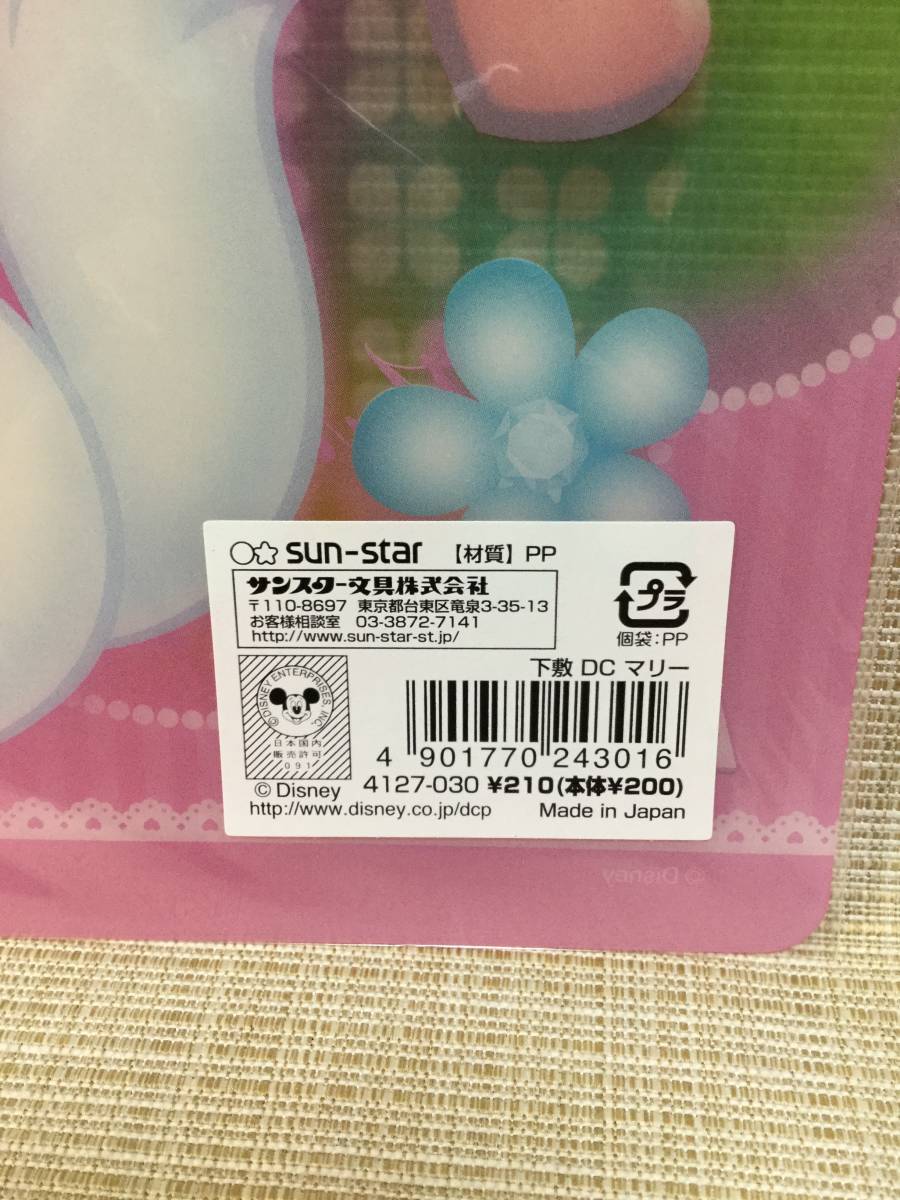 sun-star 【材質】PP
サンスター文具株式会社
〒110-8697 東京都台東区竜泉3-35-13
お客様相談室 03-3872-7141
http://www.sun-star-st.jp/
プラ
個袋:PP
下敷 DC マリー
© DISNEY ENTERPRISES, INC.
日本国内
販売許可
091
4 901770 243016
© Disney 4127-030 ¥210(本体¥200)
http://www.disney.co.jp/dcp Made in Japan
© Disney